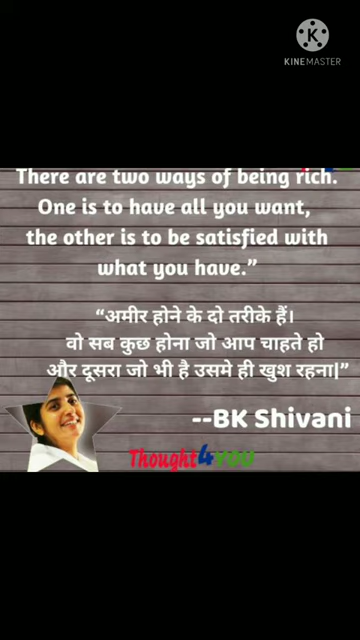 K
KINEMASTER
There are two ways of being rich.
One is to have all you want,
the other is to be satisfied with
what you have.”
“अमीर होने के दो तरीके हैं।
वो सब कुछ होना जो आप चाहते हो
और दूसरा जो भी है उसमे ही खुश रहना|”
--BK Shivani
Thought4YOU